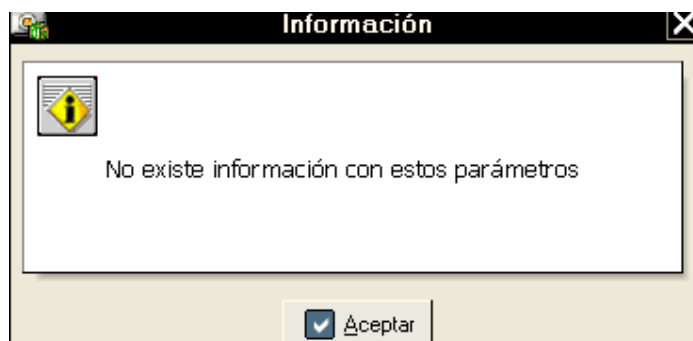 Información
No existe información con estos parámetros
Aceptar